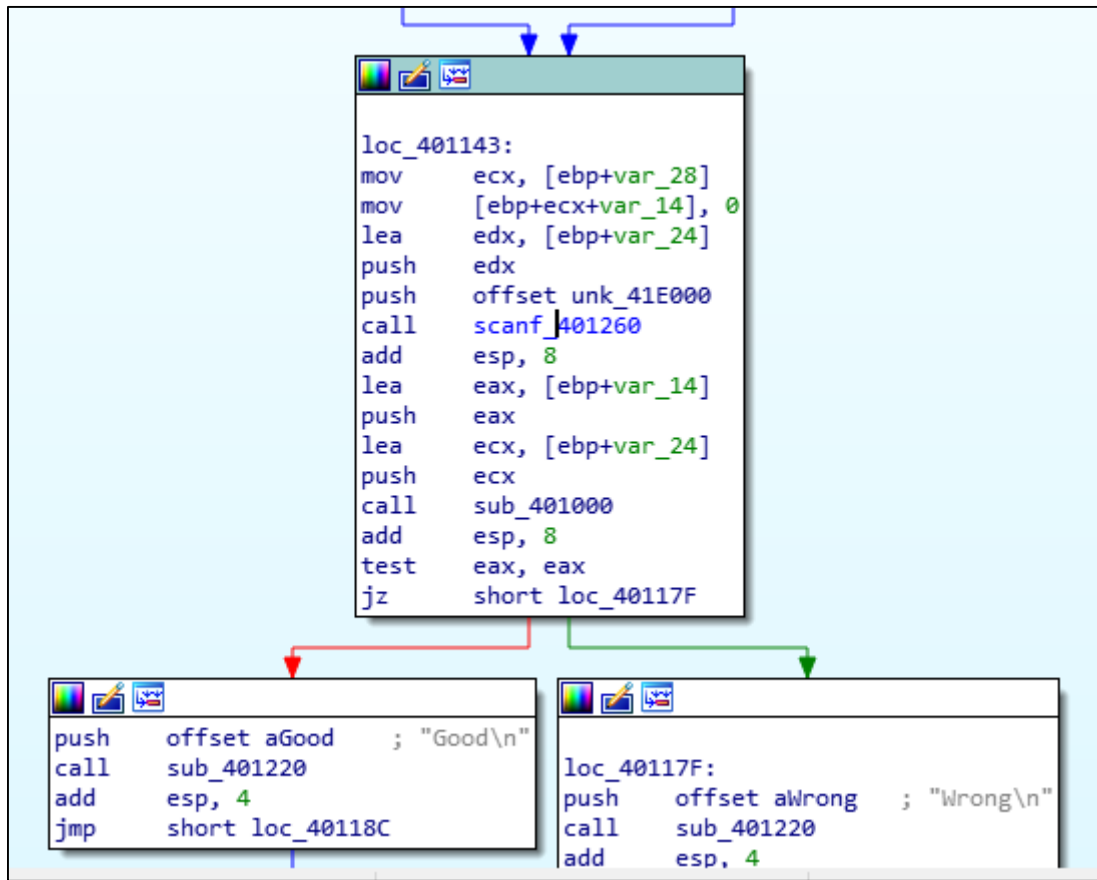 loc_401143:
mov ecx, [ebp+var_28]
mov [ebp+ecx+var_14], 0
lea edx, [ebp+var_24]
push edx
push offset unk_41E000
call scanf_401260
add esp, 8
lea eax, [ebp+var_14]
push eax
lea ecx, [ebp+var_24]
push ecx
call sub_401000
add esp, 8
test eax, eax
jz short loc_40117F
push offset aGood ; "Good\n"
call sub_401220
add esp, 4
jmp short loc_40118C
loc_40117F:
push offset aWrong ; "Wrong\n"
call sub_401220
add esp, 4